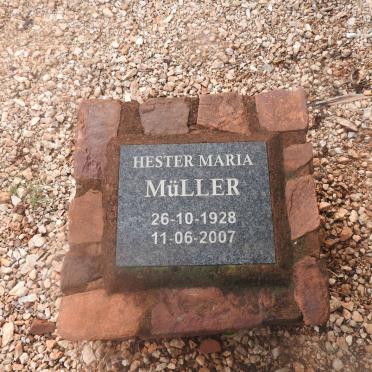 HESTER MARIA
MüLLER
26-10-1928
11-06-2007